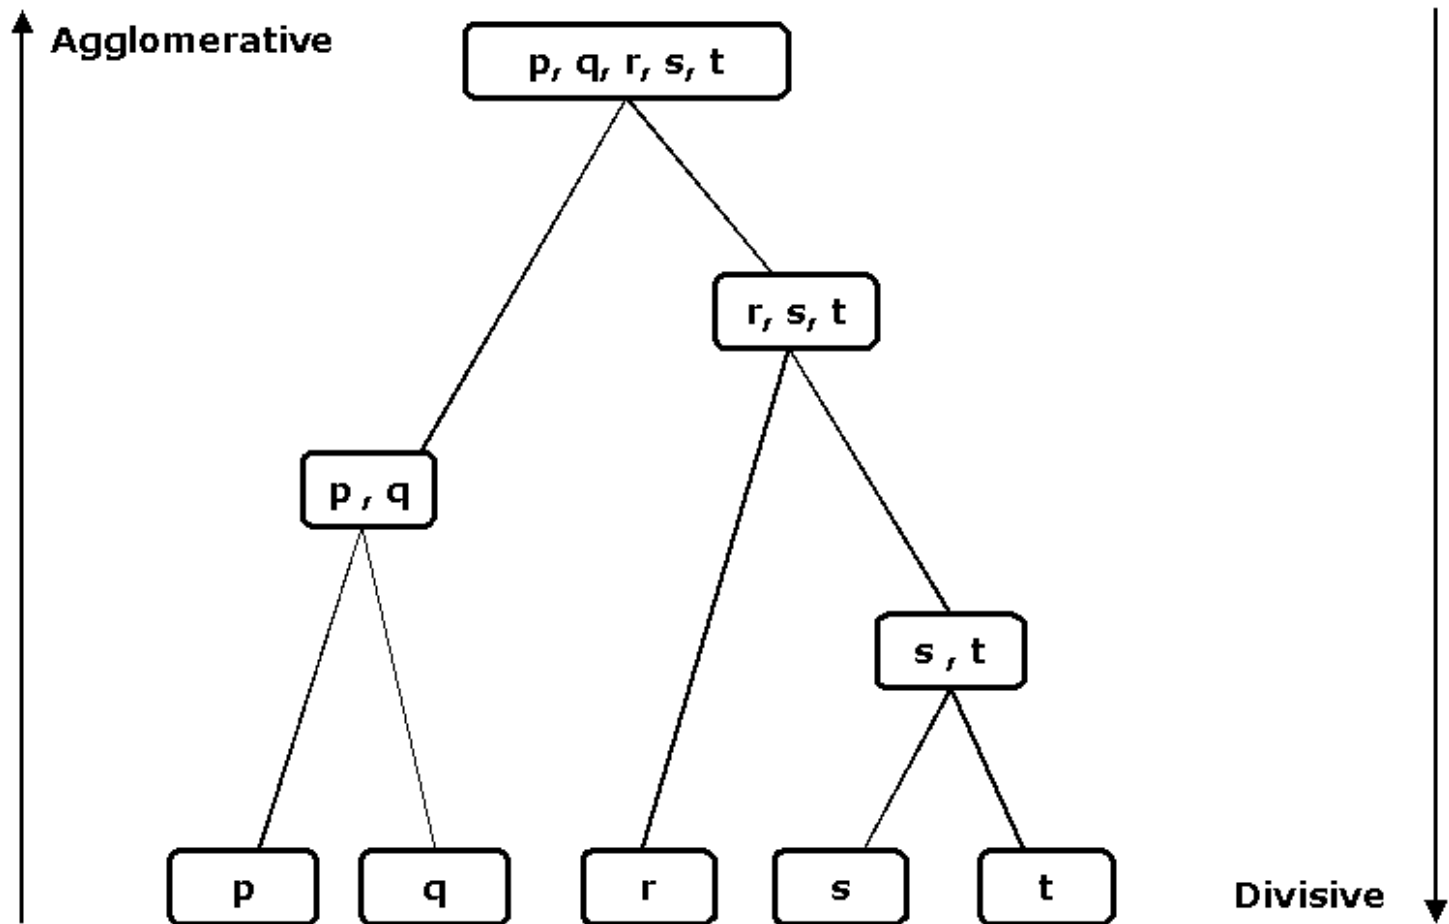 Agglomerative
p, q, r, s, t
r, s, t
p , q
s , t
p
q
r
s
t
Divisive